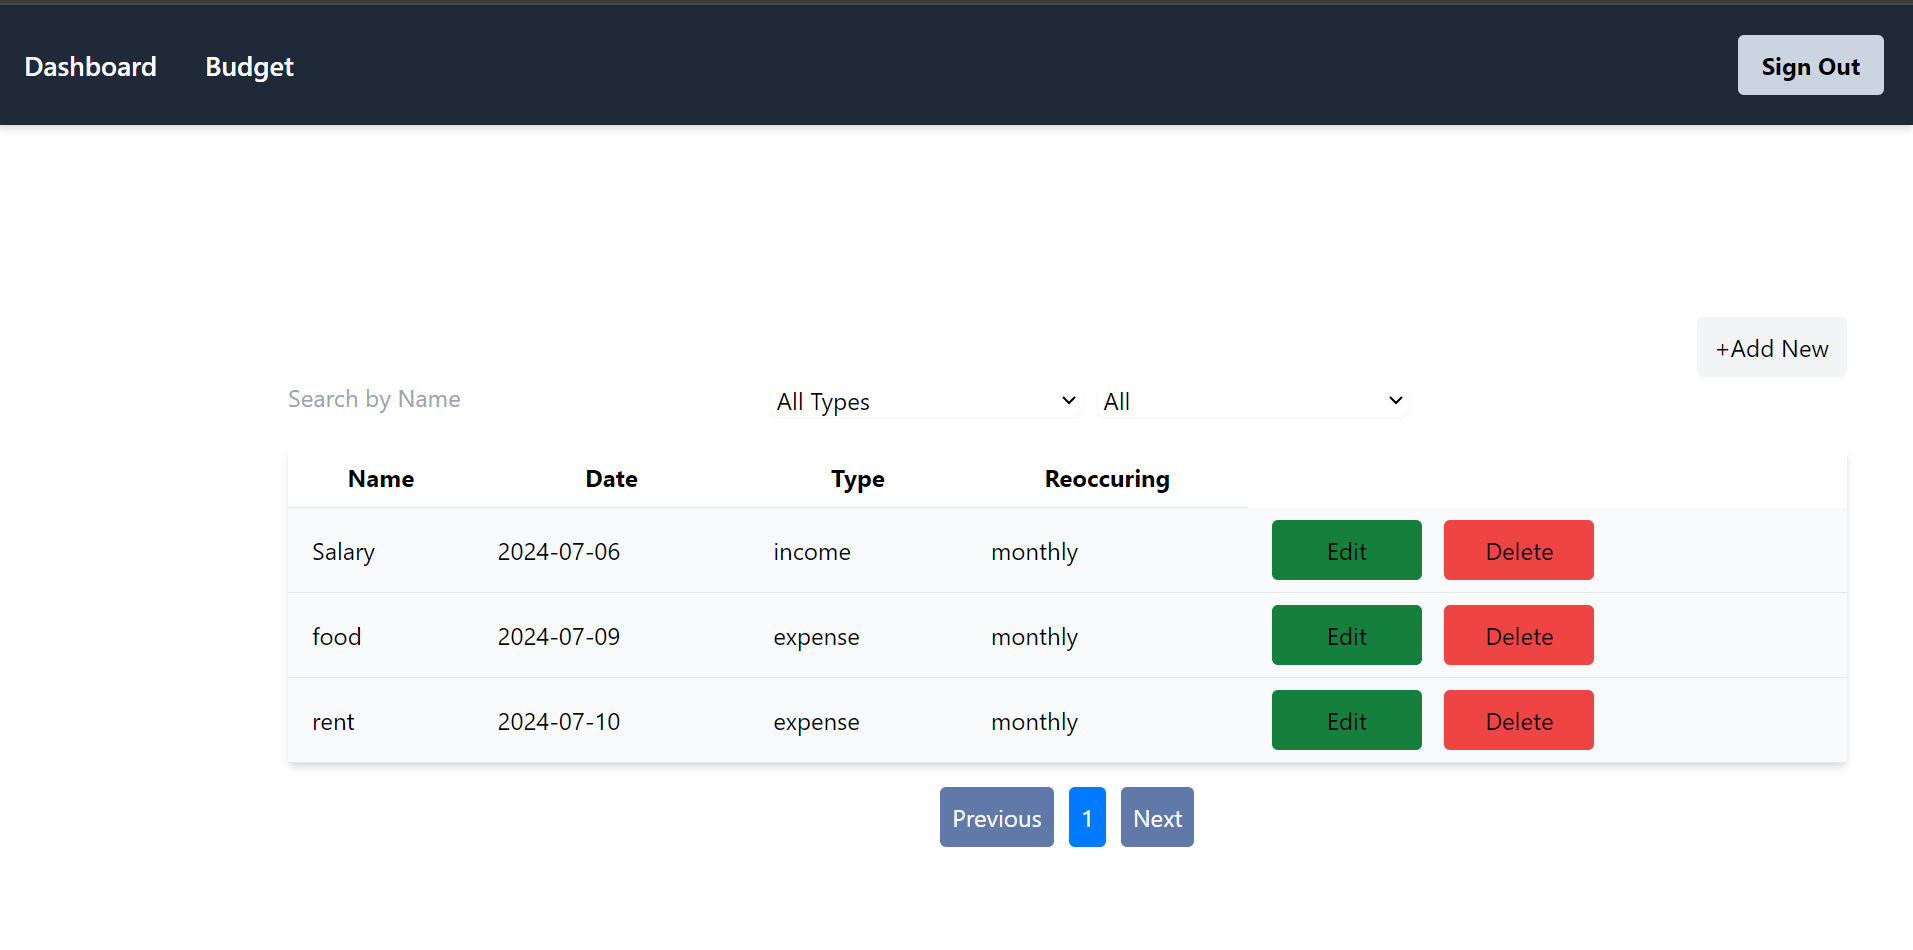 Dashboard Budget Sign Out
+Add New
Search by Name All Types All
Name Date Type Reoccuring
Salary 2024-07-06 income monthly Edit Delete
food 2024-07-09 expense monthly Edit Delete
rent 2024-07-10 expense monthly Edit Delete
Previous 1 Next